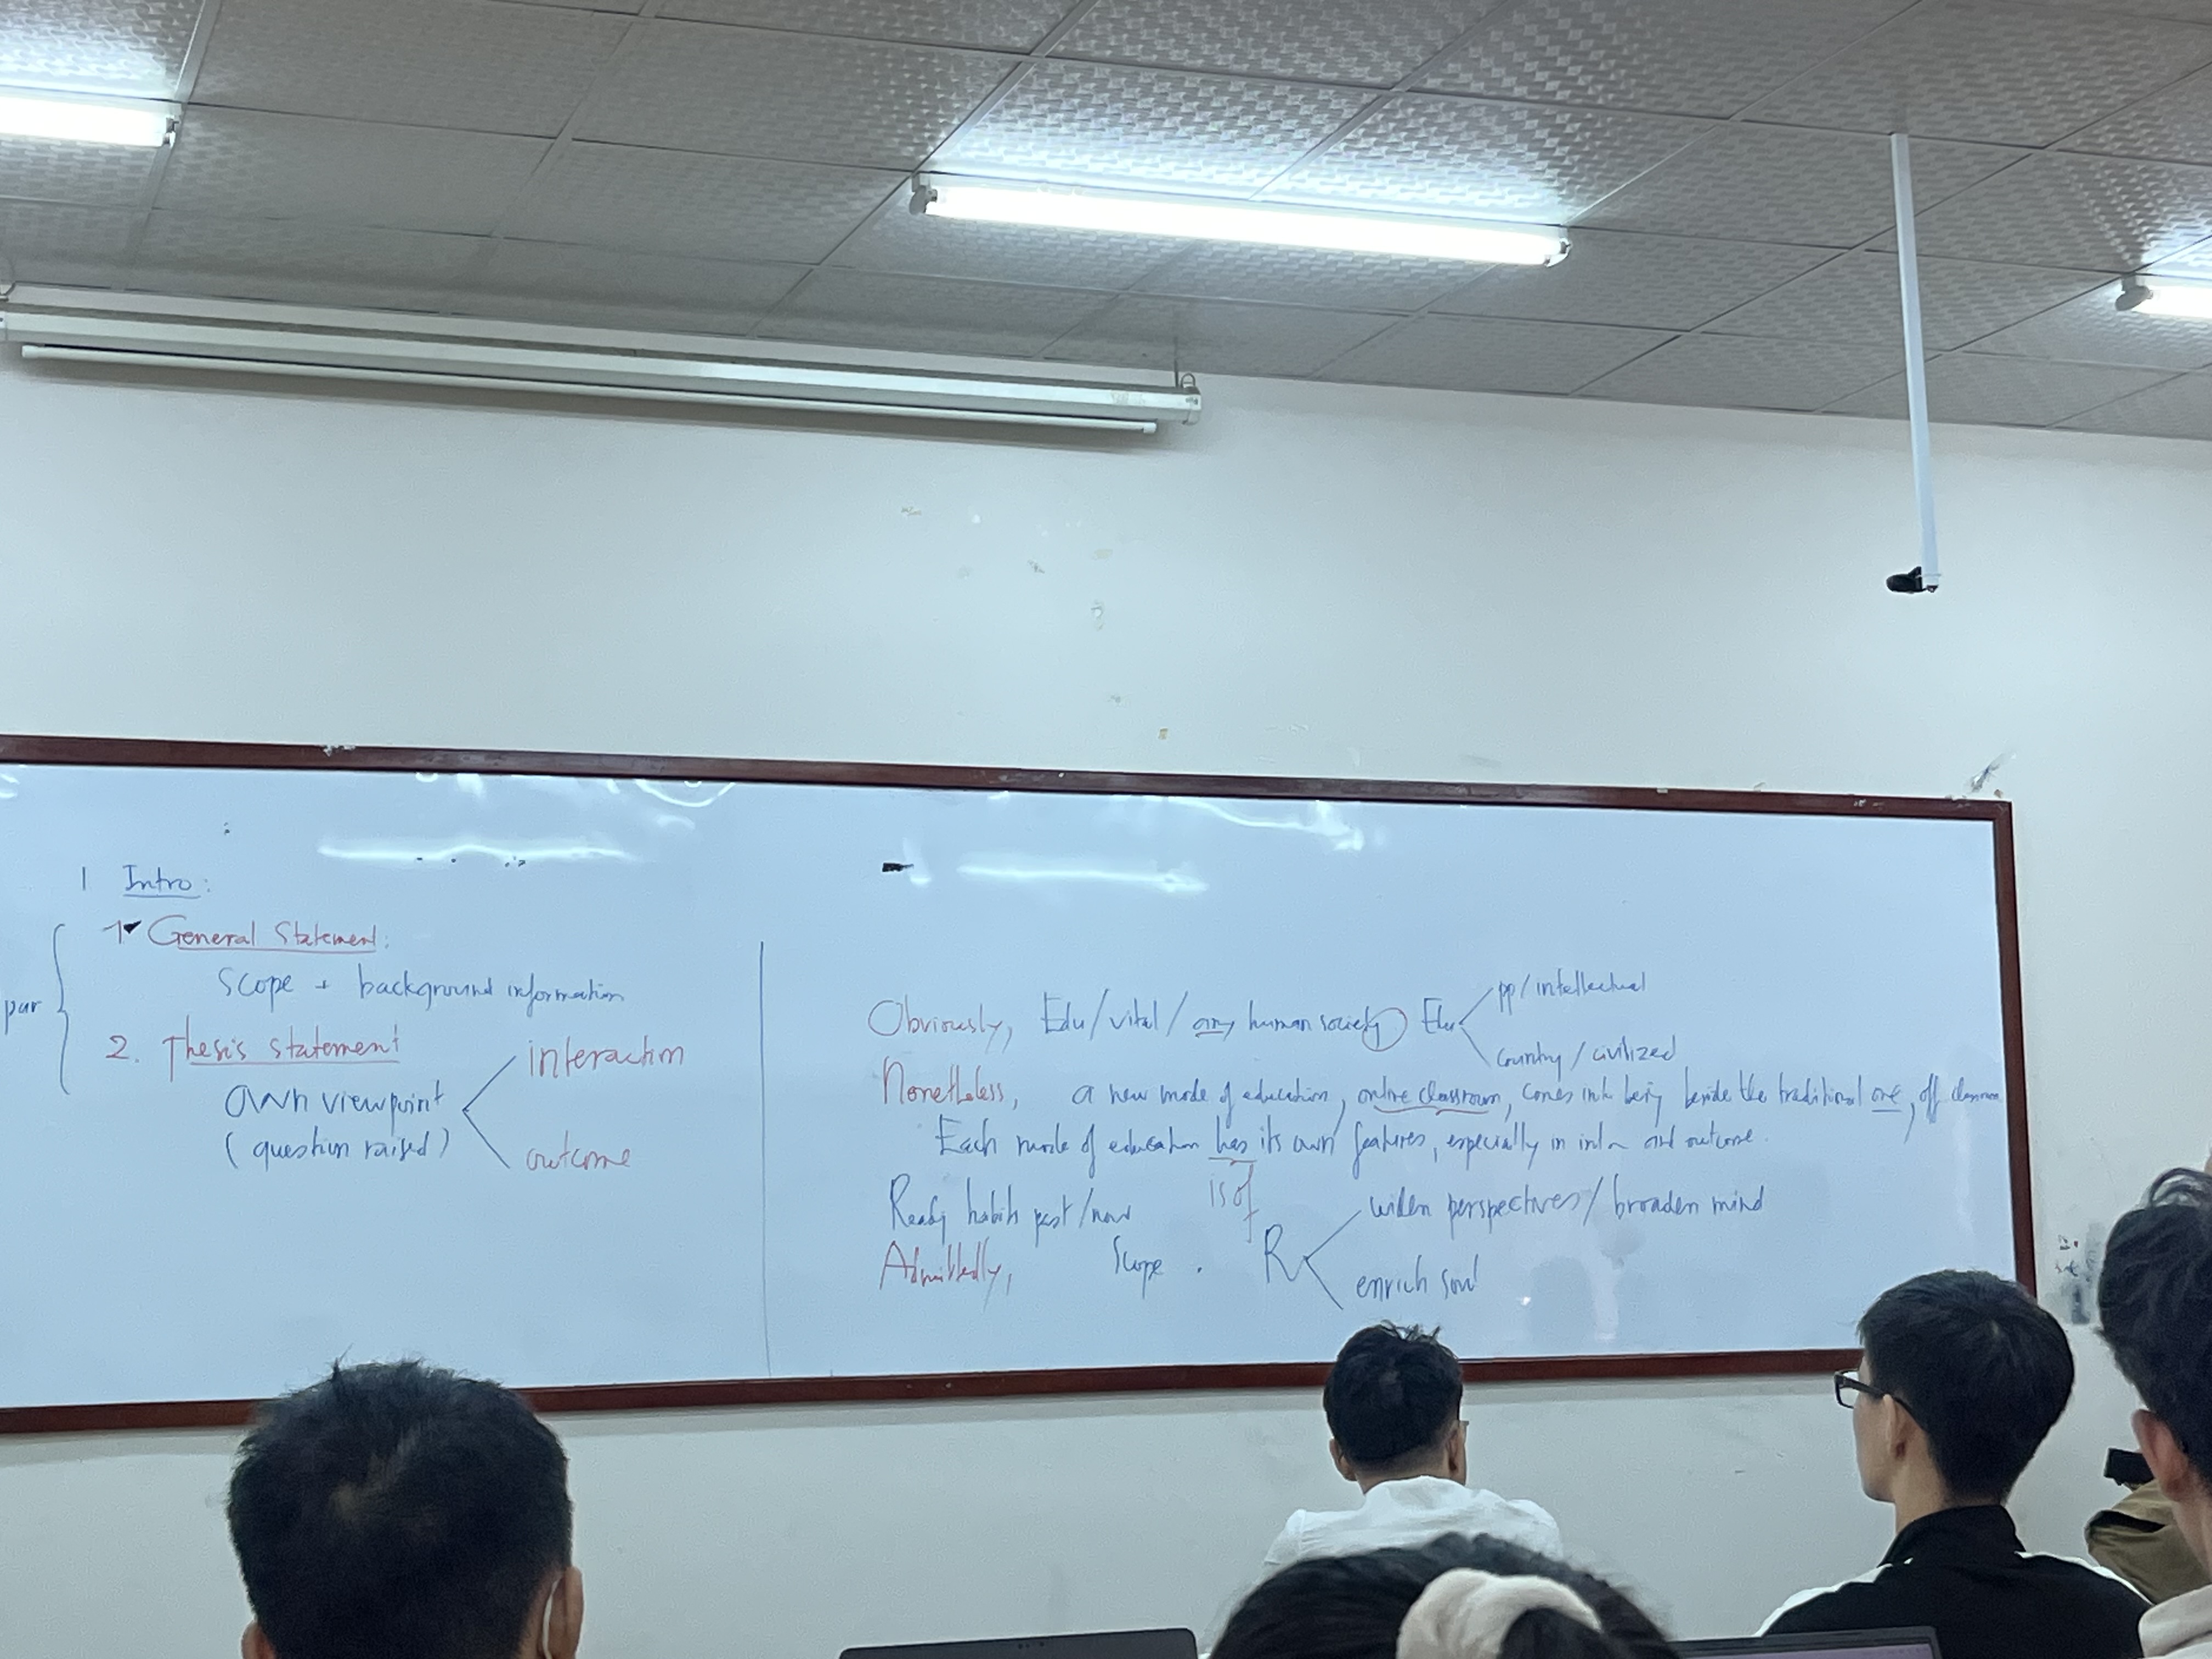 1 Intro:
1 General Statement:
scope + background information
par
2. Thesis statement
interaction
own viewpoint
(question raised)
outcome
pp/intellectual
Obviously, Edu/vital/any human society Edu
country/civilized
Nonetheless, a new mode of education, online classroom, comes into being beside the traditional one, off classroom
Each mode of education has its own features, especially in and outcome.
is of
Readg habits past/now
widen perspectives/broaden mind
Admittedly, Scope. R
enrich soul